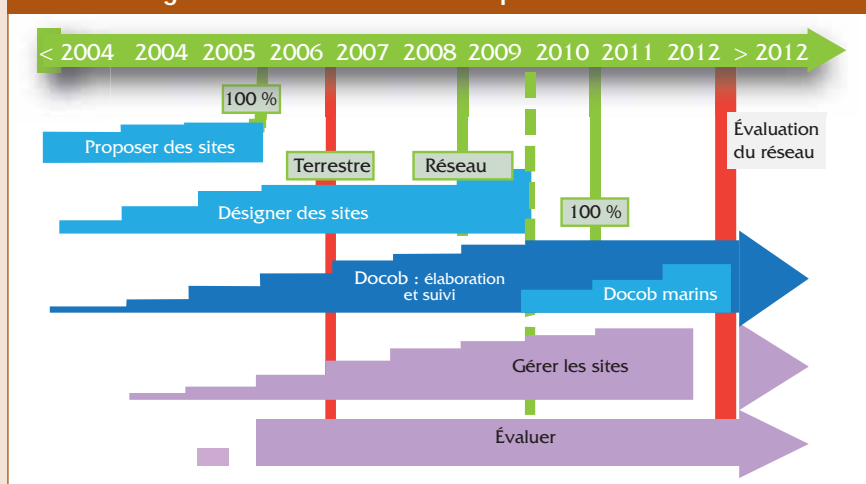 < 2004 2004 2005 2006 2007 2008 2009 2010 2011 2012 > 2012
100 %
Évaluation
du réseau
Proposer des sites
Terrestre
Réseau
Désigner des sites
100 %
Docob : élaboration
et suivi
Docob marins
Gérer les sites
Évaluer